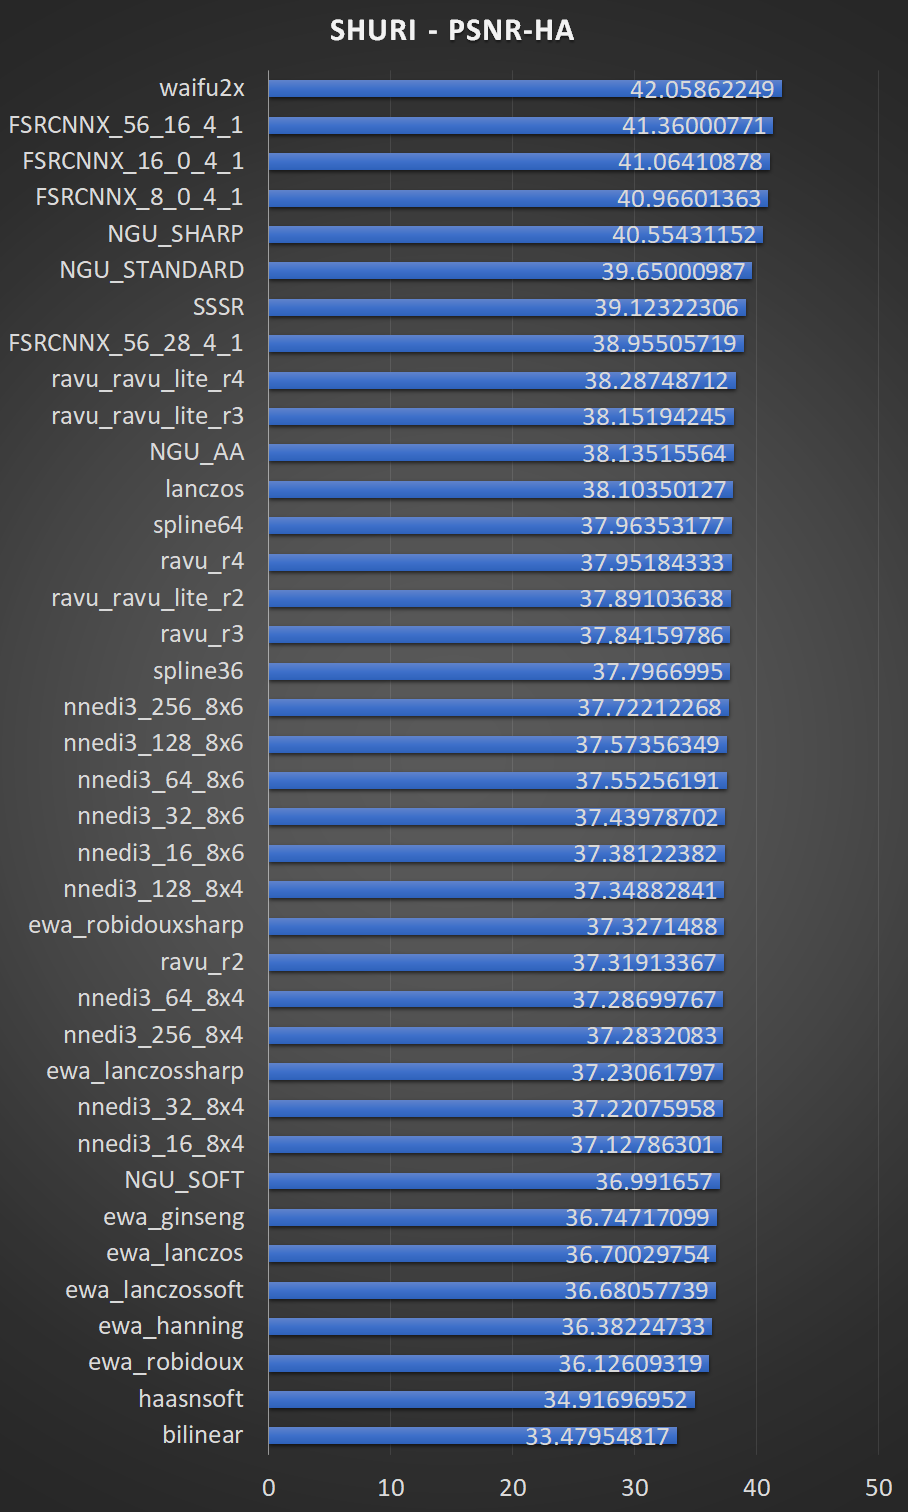 SHURI - PSNR-HA
waifu2x 42.05862249
FSRCNNX_56_16_4_1 41.36000771
FSRCNNX_16_0_4_1 41.06410878
FSRCNNX_8_0_4_1 40.96601363
NGU_SHARP 40.55431152
NGU_STANDARD 39.65000987
SSSR 39.12322306
FSRCNNX_56_28_4_1 38.95505719
ravu_ravu_lite_r4 38.28748712
ravu_ravu_lite_r3 38.15194245
NGU_AA 38.13515564
lanczos 38.10350127
spline64 37.96353177
ravu_r4 37.95184333
ravu_ravu_lite_r2 37.89103638
ravu_r3 37.84159786
spline36 37.7966995
nnedi3_256_8x6 37.72212268
nnedi3_128_8x6 37.57356349
nnedi3_64_8x6 37.55256191
nnedi3_32_8x6 37.43978702
nnedi3_16_8x6 37.38122382
nnedi3_128_8x4 37.34882841
ewa_robidouxsharp 37.3271488
ravu_r2 37.31913367
nnedi3_64_8x4 37.28699767
nnedi3_256_8x4 37.2832083
ewa_lanczossharp 37.23061797
nnedi3_32_8x4 37.22075958
nnedi3_16_8x4 37.12786301
NGU_SOFT 36.991657
ewa_ginseng 36.74717099
ewa_lanczos 36.70029754
ewa_lanczossoft 36.68057739
ewa_hanning 36.38224733
ewa_robidoux 36.12609319
haasnsoft 34.91696952
bilinear 33.47954817
0 10 20 30 40 50